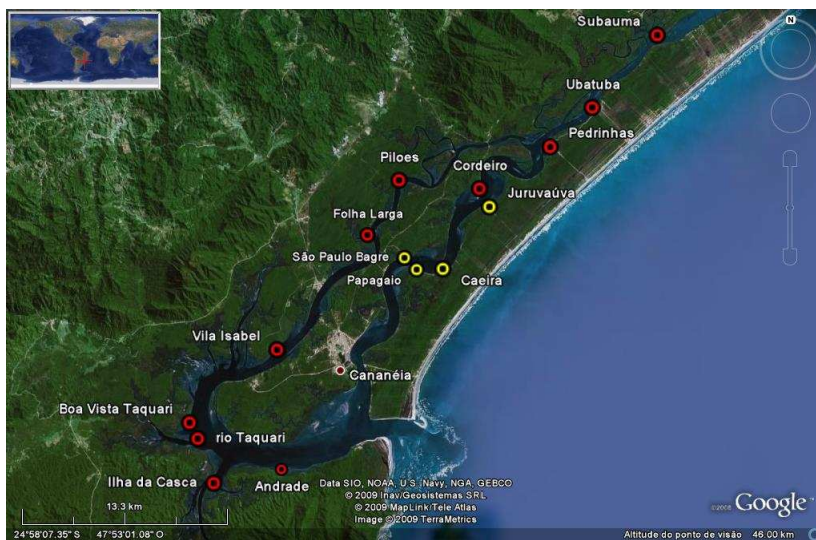 Subauma
N
Ubatuba
Pedrinhas
Piloes
Cordeiro
Juruvaúva
Folha Larga
São Paulo Bagre
Papagaio
Caeira
Vila Isabel
Cananéia
Boa Vista Taquari
rio Taquari
Ilha da Casca
Andrade
Data SIO, NOAA, U.S. Navy, NGA, GEBCO
© 2009 Inav/Geosistemas SRL
© 2009 MapLink/Tele Atlas
Image © 2009 TerraMetrics
13.3 km
Google
24°58'07.35" S 47°53'01.08" O
Altitude do ponto de visão 46.00 km